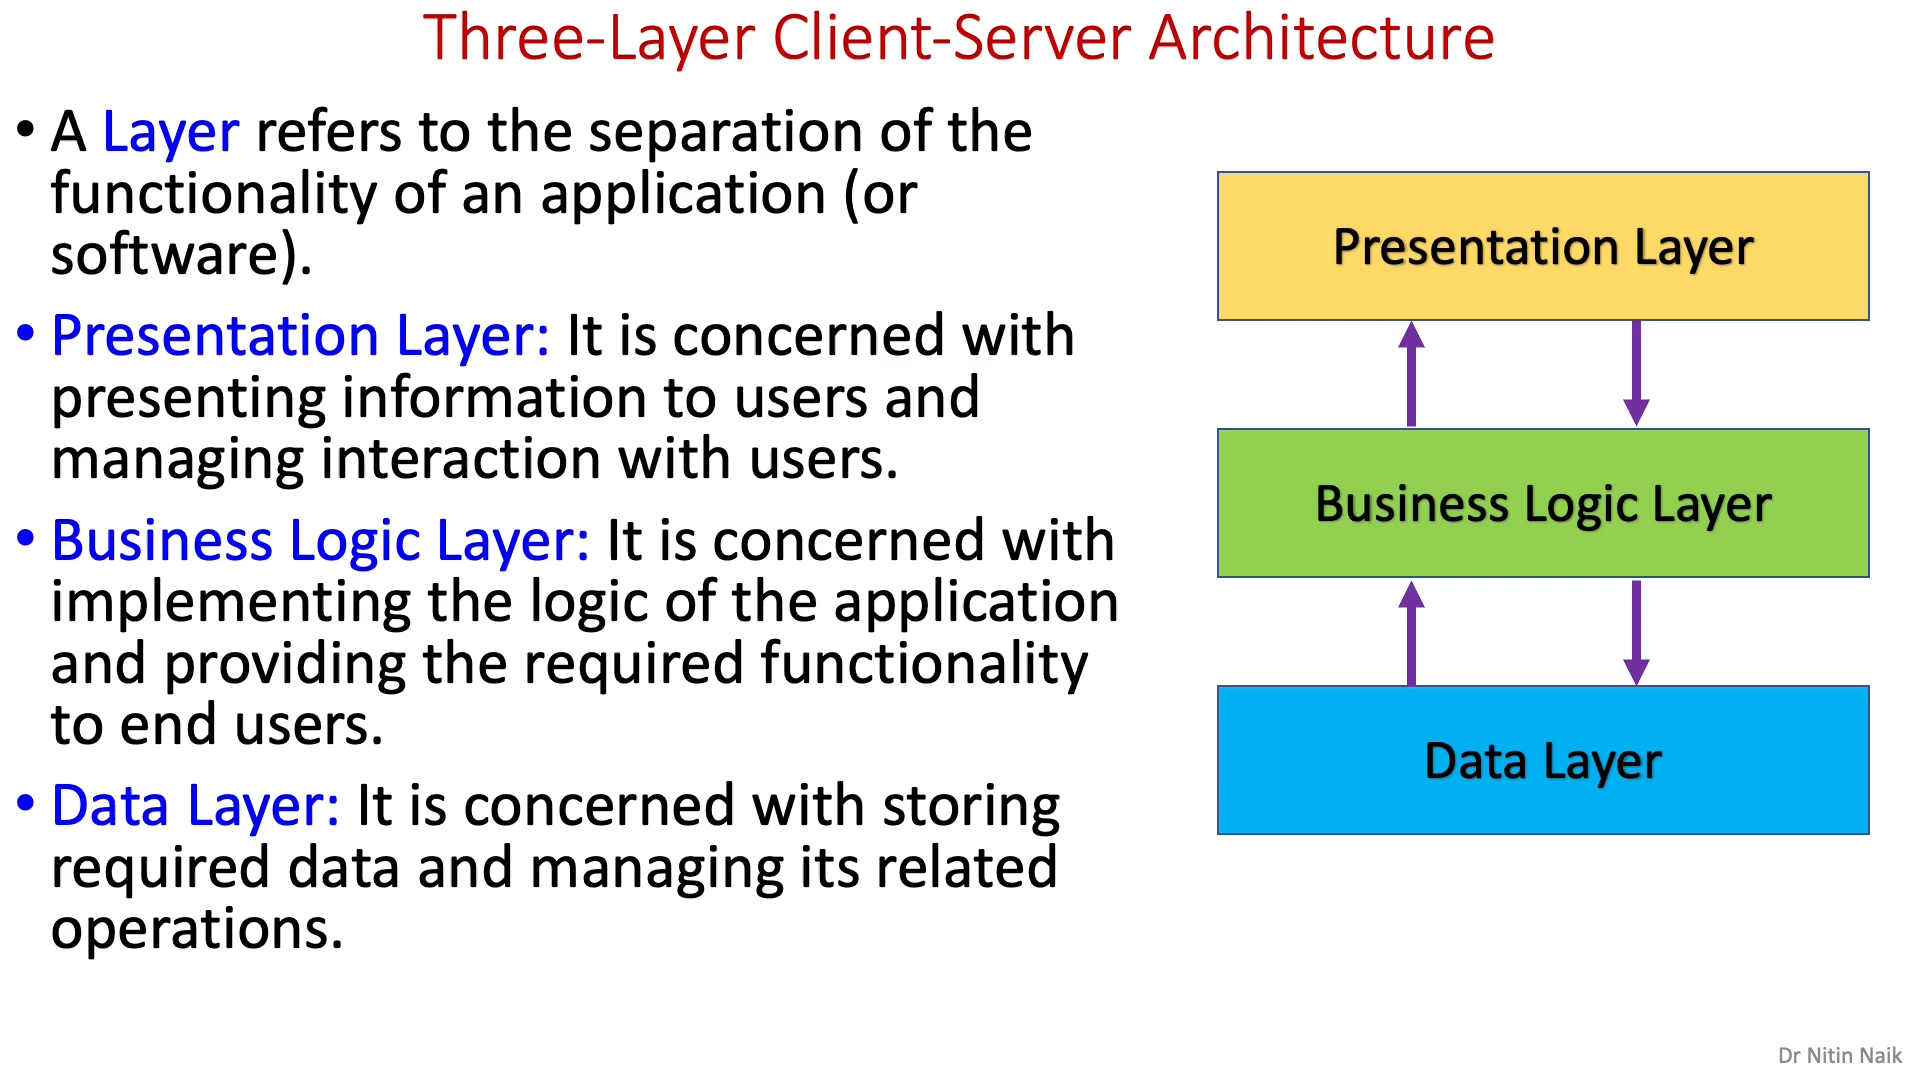 Three-Layer Client-Server Architecture
• A Layer refers to the separation of the
functionality of an application (or
software).
• Presentation Layer: It is concerned with
presenting information to users and
managing interaction with users.
• Business Logic Layer: It is concerned with
implementing the logic of the application
and providing the required functionality
to end users.
• Data Layer: It is concerned with storing
required data and managing its related
operations.
Presentation Layer
Business Logic Layer
Data Layer
Dr Nitin Naik